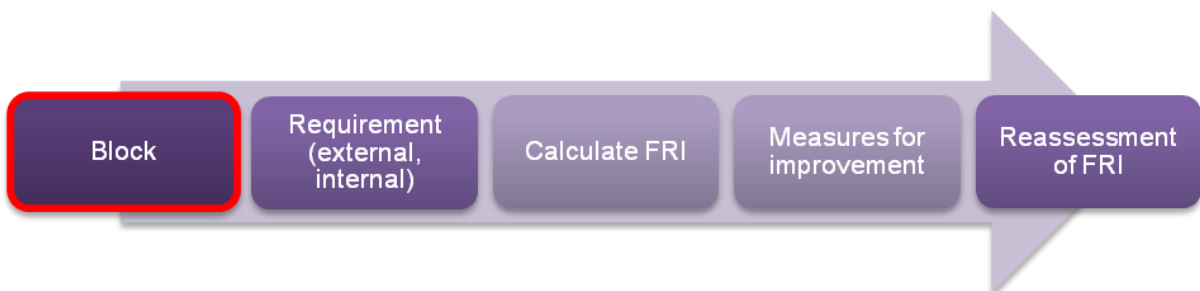 Block
Requirement
(external,
internal)
Calculate FRI
Measures for
improvement
Reassessment
of FRI